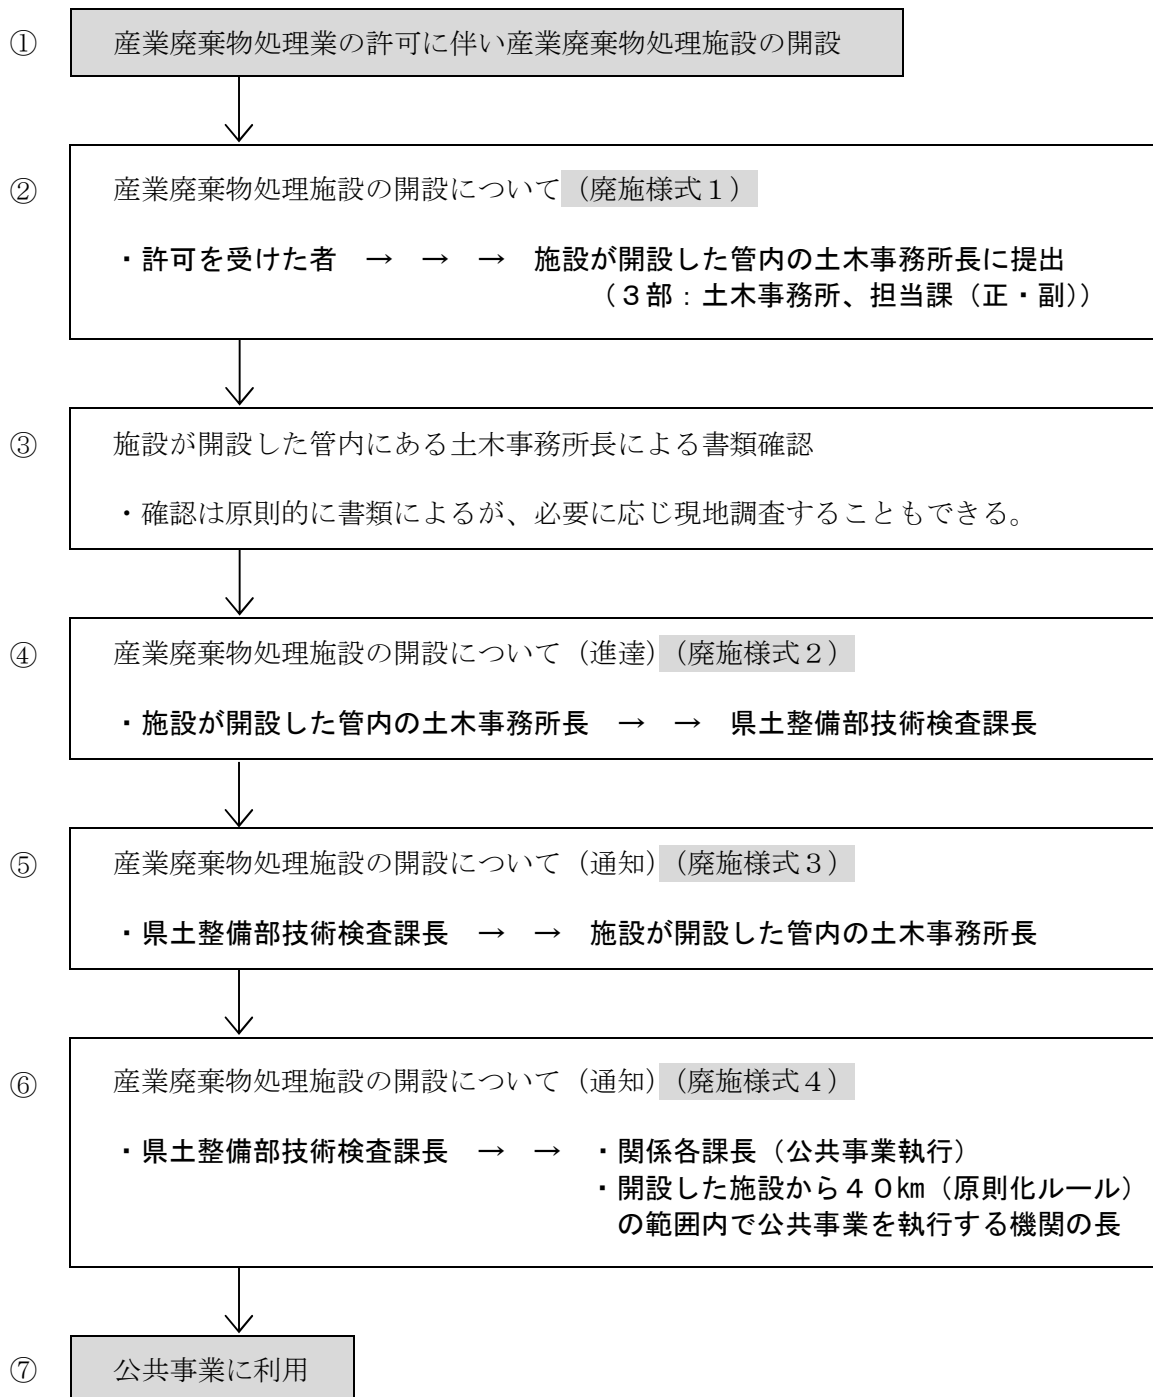 ① 産業廃棄物処理業の許可に伴い産業廃棄物処理施設の開設
② 産業廃棄物処理施設の開設について（廃施様式１）
・許可を受けた者 → → → 施設が開設した管内の土木事務所長に提出
（３部：土木事務所、担当課（正・副））
③ 施設が開設した管内にある土木事務所長による書類確認
・確認は原則的に書類によるが、必要に応じ現地調査することもできる。
④ 産業廃棄物処理施設の開設について（進達）（廃施様式２）
・施設が開設した管内の土木事務所長 → → 県土整備部技術検査課長
⑤ 産業廃棄物処理施設の開設について（通知）（廃施様式３）
・県土整備部技術検査課長 → → 施設が開設した管内の土木事務所長
⑥ 産業廃棄物処理施設の開設について（通知）（廃施様式４）
・県土整備部技術検査課長 → → ・関係各課長（公共事業執行）
・開設した施設から４０㎞（原則化ルール）
の範囲内で公共事業を執行する機関の長
⑦ 公共事業に利用